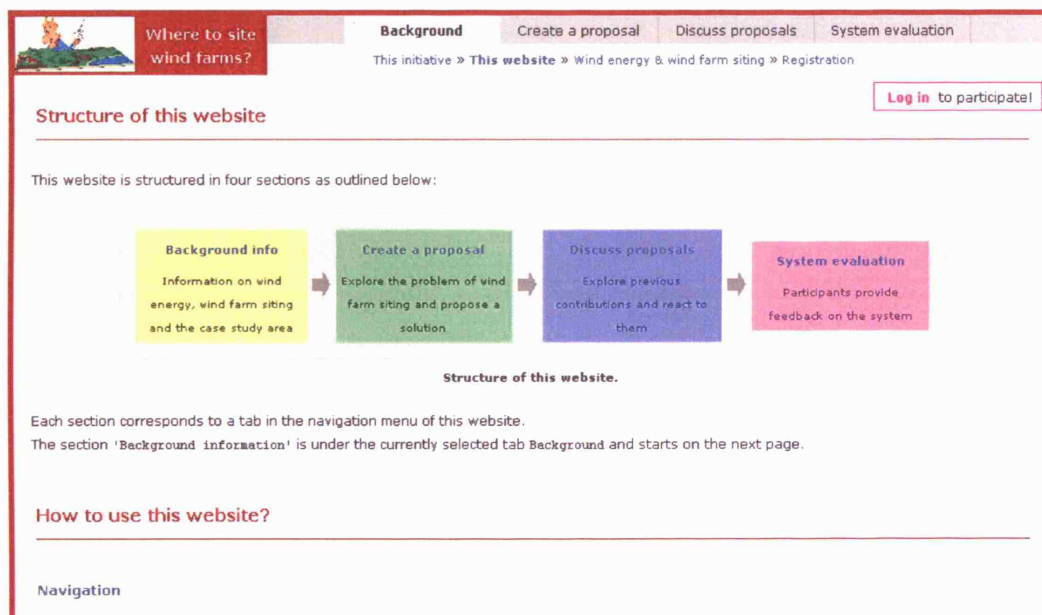 Where to site
wind farms?
Background Create a proposal Discuss proposals System evaluation
This initiative » This website » Wind energy & wind farm siting » Registration
Log in to participate!
Structure of this website
This website is structured in four sections as outlined below:
Background info
Information on wind
energy, wind farm siting
and the case study area
Create a proposal
Explore the problem of wind
farm siting and propose a
solution
Discuss proposals
Explore previous
contributions and react to
them
System evaluation
Participants provide
feedback on the system
Structure of this website.
Each section corresponds to a tab in the navigation menu of this website.
The section 'Background information' is under the currently selected tab Background and starts on the next page.
How to use this website?
Navigation